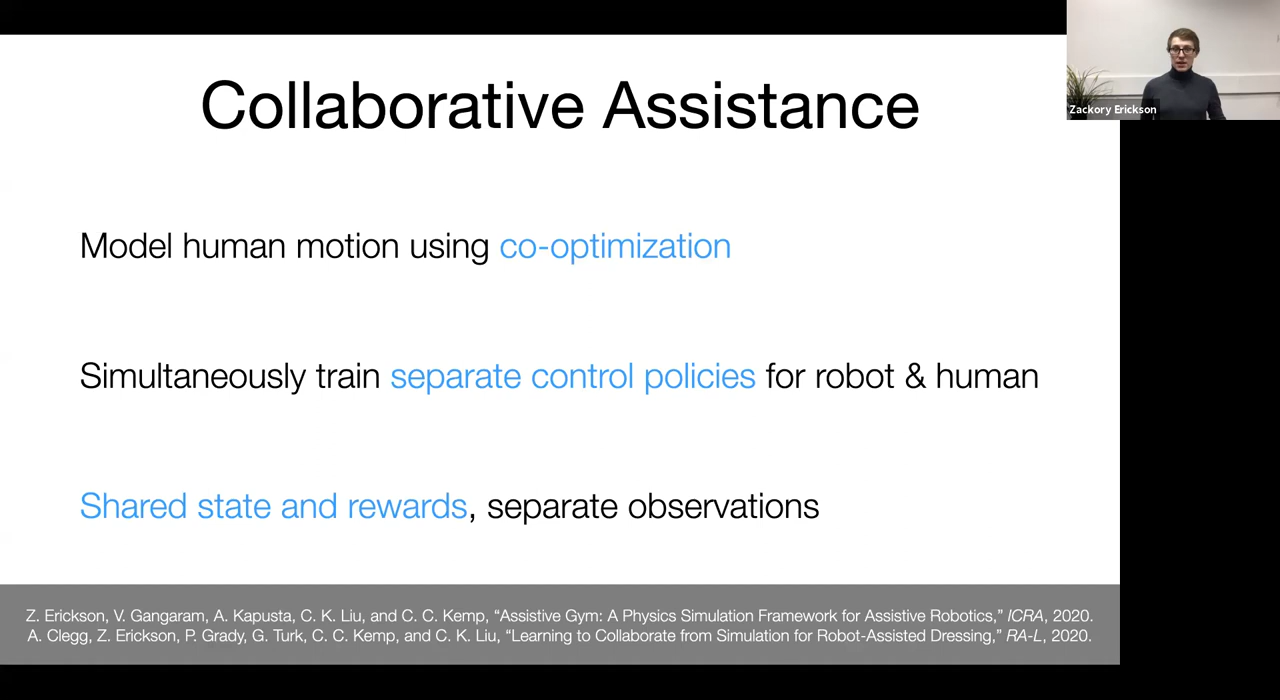 Collaborative Assistance
Zackory Erickson
Model human motion using co-optimization
Simultaneously train separate control policies for robot & human
Shared state and rewards, separate observations
Z. Erickson, V. Gangaram, A. Kapusta, C. K. Liu, and C. C. Kemp, “Assistive Gym: A Physics Simulation Framework for Assistive Robotics,” ICRA, 2020.
A. Clegg, Z. Erickson, P. Grady, G. Turk, C. C. Kemp, and C. K. Liu, “Learning to Collaborate from Simulation for Robot-Assisted Dressing,” RA-L, 2020.